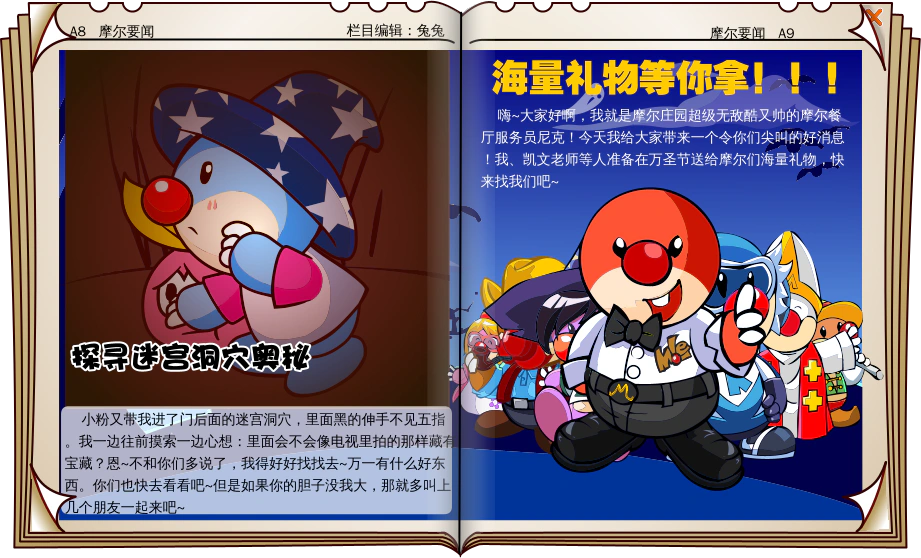 A8 摩尔要闻
栏目编辑：兔兔
探寻迷宫洞穴奥秘
小粉又带我进了门后面的迷宫洞穴，里面黑的伸手不见五指
。我一边往前摸索一边心想：里面会不会像电视里拍的那样藏有
宝藏？恩~不和你们多说了，我得好好找找去~万一有什么好东
西。你们也快去看看吧~但是如果你的胆子没我大，那就多叫上
几个朋友一起来吧~
摩尔要闻 A9
海量礼物等你拿！！！
嗨~大家好啊，我就是摩尔庄园超级无敌酷又帅的摩尔餐
厅服务员尼克！今天我给大家带来一个令你们尖叫的好消息
！我、凯文老师等人准备在万圣节送给摩尔们海量礼物，快
来找我们吧~